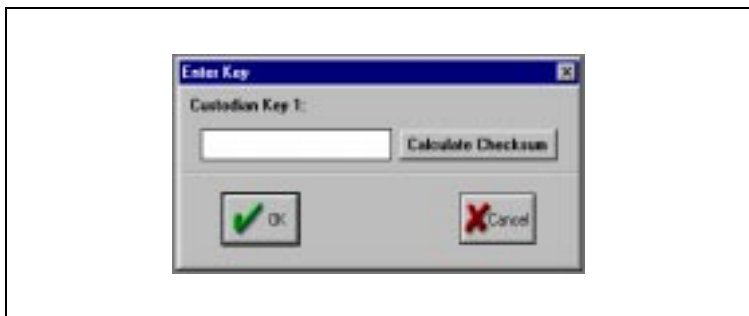 Enter Key
Custodian Key 1:
Calculate Checksum
OK
Cancel